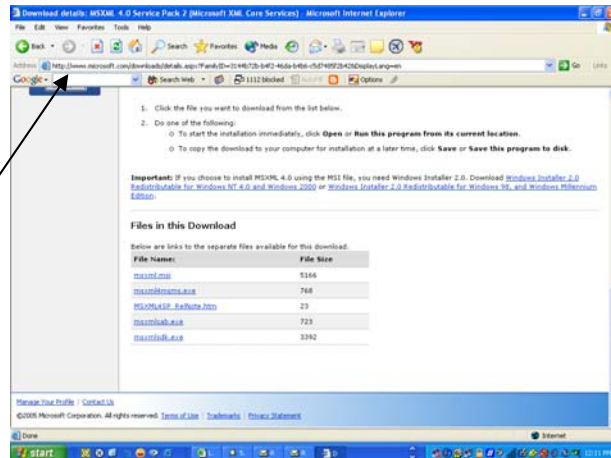 Download details: MSXML 4.0 Service Pack 2 (Microsoft XML Core Services) - Microsoft Internet Explorer
File Edit View Favorites Tools Help
Back Search Favorites Media
Address
Go Links
Google Search Web 1112 blocked Options
1. Click the file you want to download from the list below.
2. Do one of the following:
o To start the installation immediately, click Open or Run this program from its current location.
o To copy the download to your computer for installation at a later time, click Save or Save this program to disk.
Important: If you choose to install MSXML 4.0 using the MSI file, you need Windows Installer 2.0. Download Windows Installer 2.0
Redistributable for Windows NT 4.0 and Windows 2000 or Windows Installer 2.0 Redistributable for Windows 98, and Windows Millennium
Edition.
Files in this Download
Below are links to the separate files available for this download.
File Name: File Size
msxml.msi 5166
768
23
723
3392
Manage Your Profile | Contact Us
©2005 Microsoft Corporation. All rights reserved. Terms of Use | Trademarks | Privacy Statement
Done Internet
start